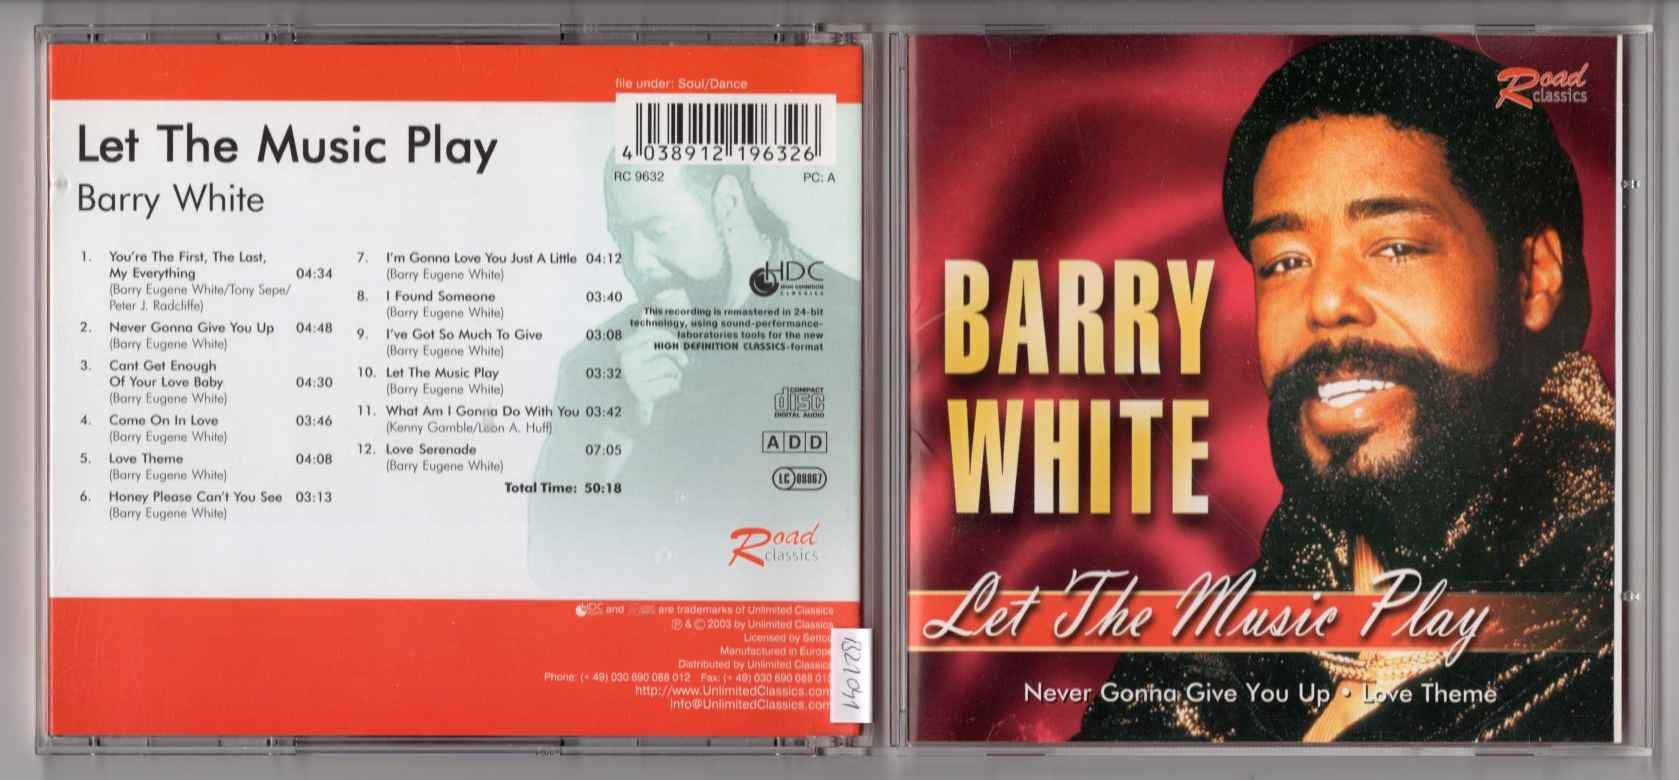 file under: Soul/Dance
4 038912 196326
RC 9632 PC: A
Let The Music Play
Barry White
1. You're The First, The Last,
My Everything 04:34
(Barry Eugene White/Tony Sepe/
Peter J. Radcliffe)
2. Never Gonna Give You Up 04:48
(Barry Eugene White)
3. Cant Get Enough
Of Your Love Baby 04:30
(Barry Eugene White)
4. Come On In Love 03:46
(Barry Eugene White)
5. Love Theme 04:08
(Barry Eugene White)
6. Honey Please Can't You See 03:13
(Barry Eugene White)
7. I'm Gonna Love You Just A Little 04:12
(Barry Eugene White)
8. I Found Someone 03:40
(Barry Eugene White)
9. I've Got So Much To Give 03:08
(Barry Eugene White)
10. Let The Music Play 03:32
(Barry Eugene White)
11. What Am I Gonna Do With You 03:42
(Kenny Gamble/Leon A. Huff)
12. Love Serenade 07:05
(Barry Eugene White)
Total Time: 50:18
HDC
HIGH DEFINITION
CLASSICS
This recording is remastered in 24-bit
technology, using sound-performance-
laboratories tools for the new
HIGH DEFINITION CLASSICS-format
COMPACT
disc
DIGITAL AUDIO
ADD
LC 08867
Road
classics
HDC and are trademarks of Unlimited Classics
℗ & © 2003 by Unlimited Classics
Licensed by Settco
Manufactured in Europe
Distributed by Unlimited Classics
Phone: (+ 49) 030 690 088 012 Fax: (+ 49) 030 690 088 013
http://www.UnlimitedClassics.com
Info@UnlimitedClassics.com
B21041
Road
classics
BARRY
WHITE
Let The Music Play
Never Gonna Give You Up • Love Theme